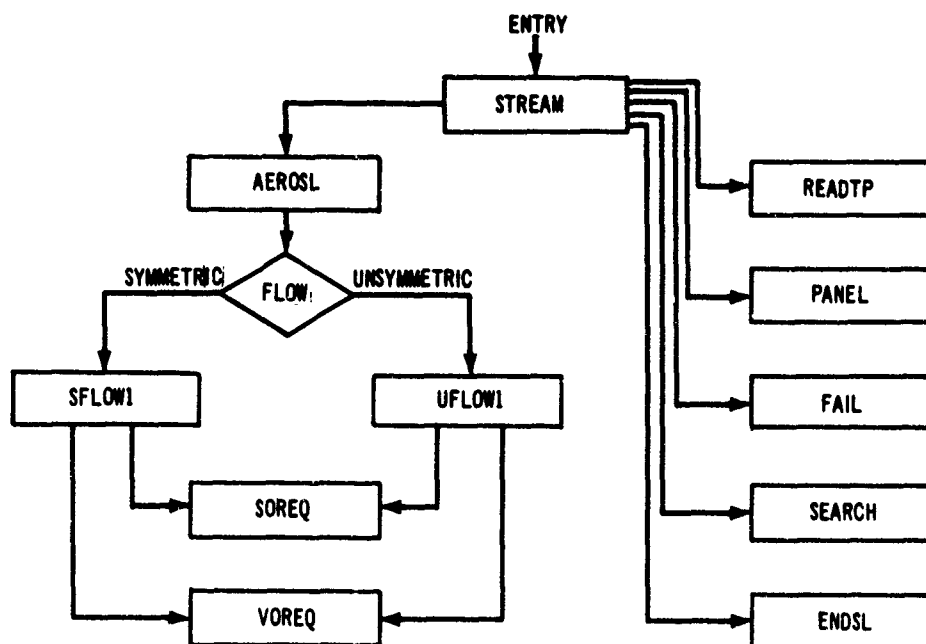 ENTRY
STREAM
AEROSL
READTP
SYMMETRIC
UNSYMMETRIC
FLOW
PANEL
SFLOW1
UFLOW1
FAIL
SOREQ
SEARCH
VOREQ
ENDSL